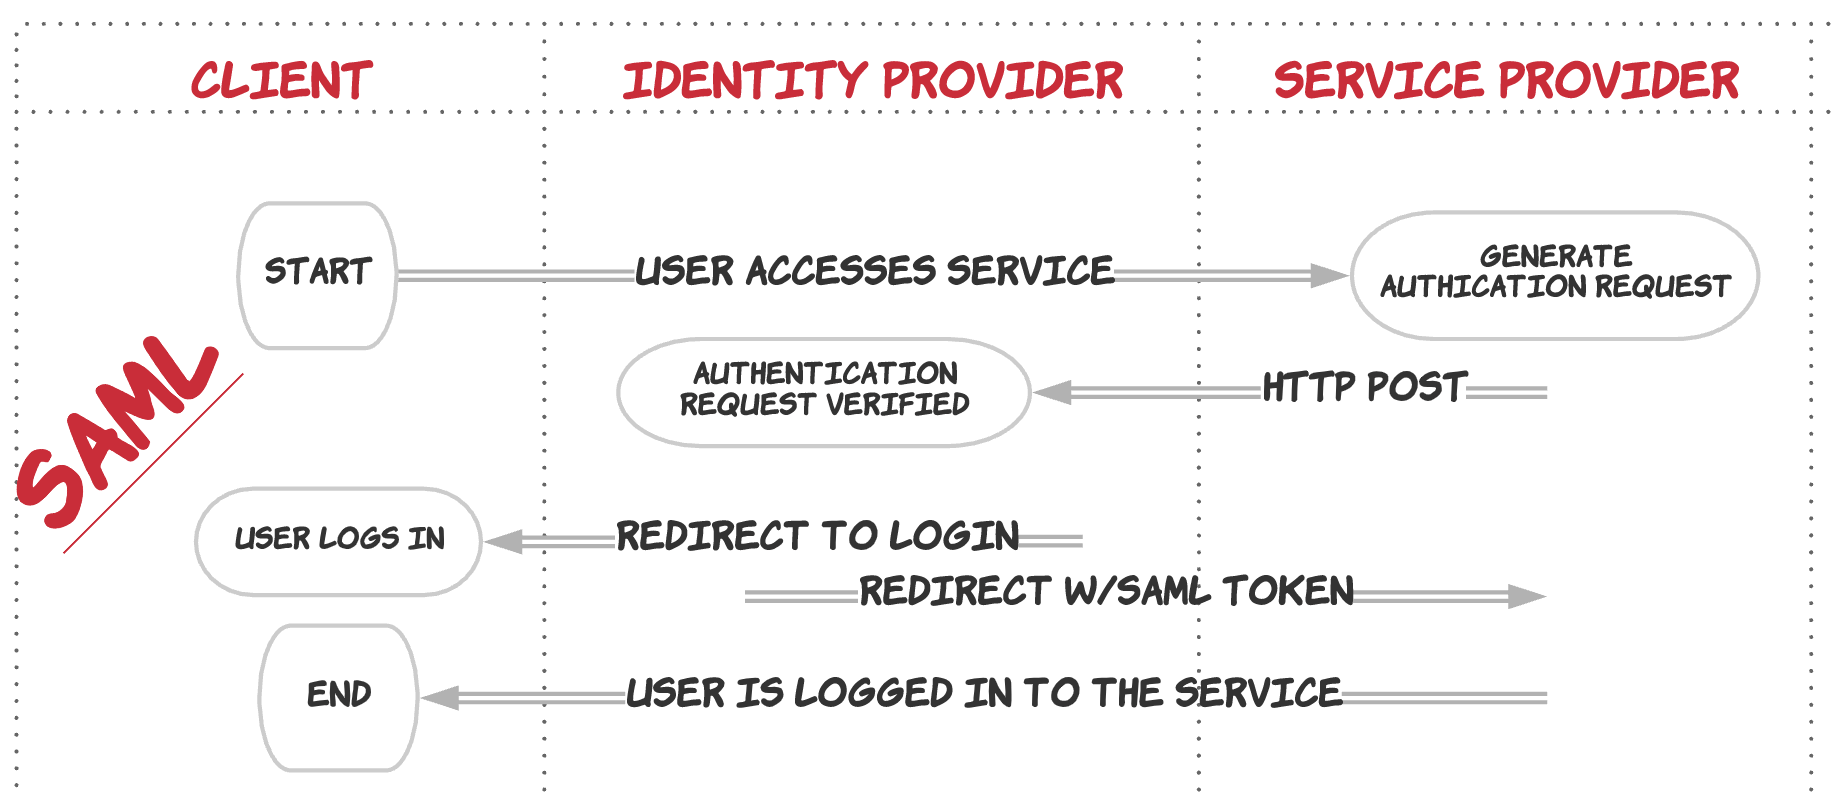 CLIENT
IDENTITY PROVIDER
SERVICE PROVIDER
START
USER ACCESSES SERVICE
GENERATE
AUTHICATION REQUEST
SAML
AUTHENTICATION
REQUEST VERIFIED
HTTP POST
USER LOGS IN
REDIRECT TO LOGIN
REDIRECT W/SAML TOKEN
END
USER IS LOGGED IN TO THE SERVICE